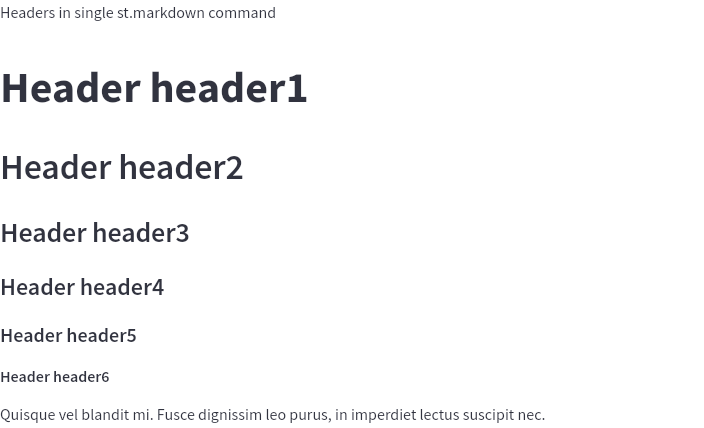 Headers in single st.markdown command
Header header1
Header header2
Header header3
Header header4
Header header5
Header header6
Quisque vel blandit mi. Fusce dignissim leo purus, in imperdiet lectus suscipit nec.